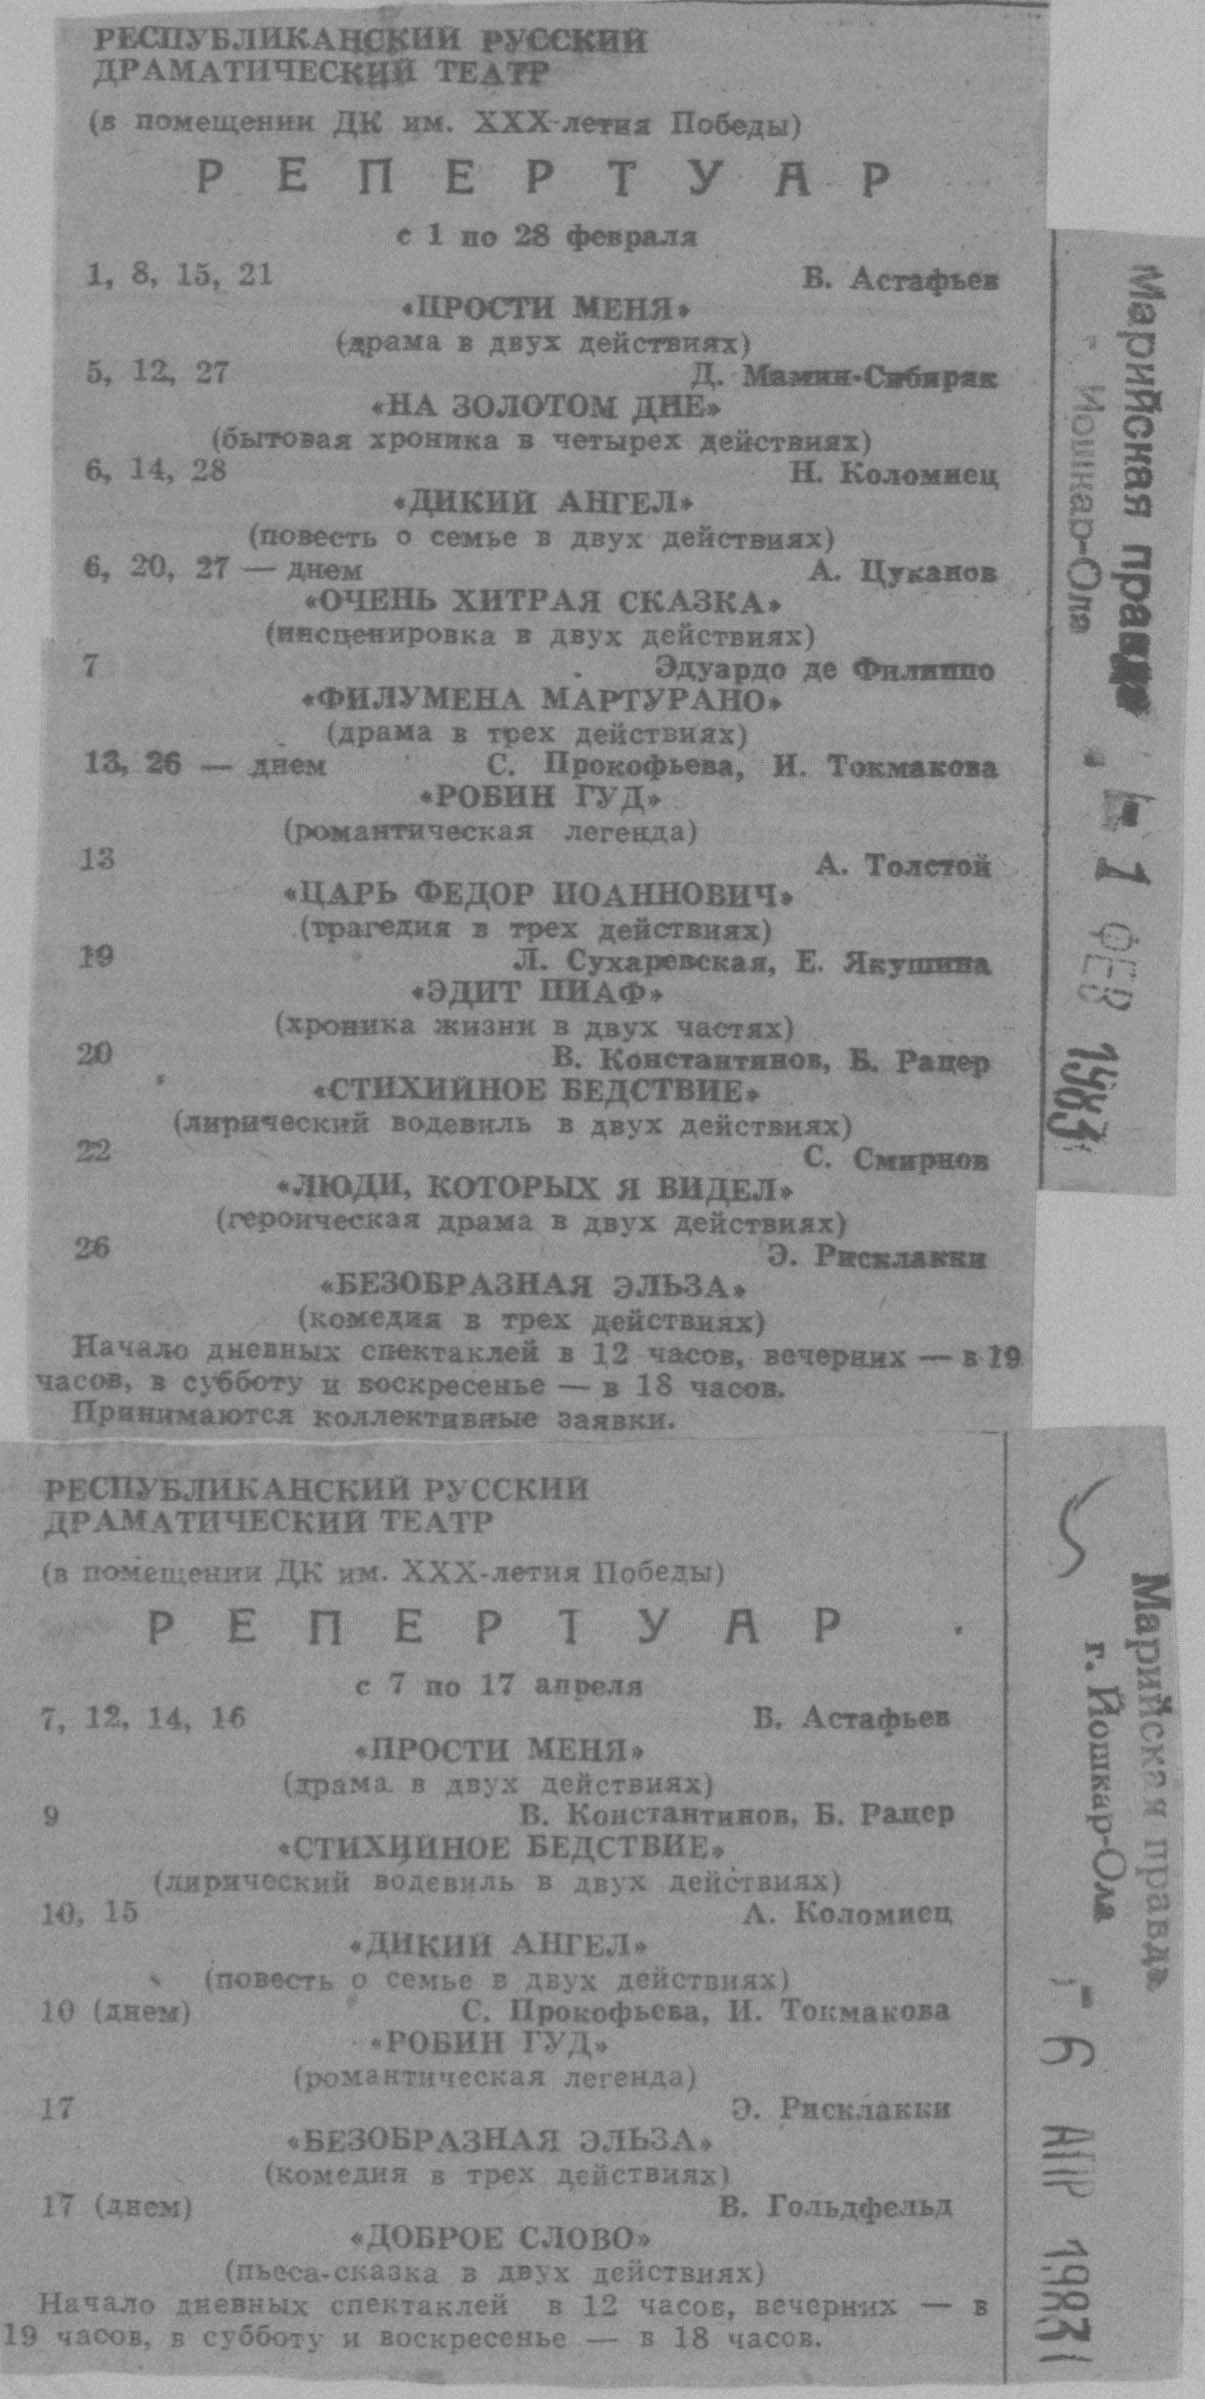 РЕСПУБЛИКАНСКИЙ РУССКИЙ
ДРАМАТИЧЕСКИЙ ТЕАТР
(в помещении ДК им. XXX-летия Победы)
РЕПЕРТУАР
с 1 по 28 февраля
1, 8, 15, 21 В. Астафьев
«ПРОСТИ МЕНЯ»
(драма в двух действиях)
5, 12, 27 Д. Мамин-Сибиряк
«НА ЗОЛОТОМ ДНЕ»
(бытовая хроника в четырех действиях)
6, 14, 28 Н. Коломиец
«ДИКИЙ АНГЕЛ»
(повесть о семье в двух действиях)
6, 20, 27 — днем А. Цуканов
«ОЧЕНЬ ХИТРАЯ СКАЗКА»
(инсценировка в двух действиях)
7 Эдуардо де Филиппо
«ФИЛУМЕНА МАРТУРАНО»
(драма в трех действиях)
13, 26 — днем С. Прокофьева, И. Токмакова
«РОБИН ГУД»
(романтическая легенда)
13 А. Толстой
«ЦАРЬ ФЕДОР ИОАННОВИЧ»
(трагедия в трех действиях)
19 Л. Сухаревская, Е. Якушина
«ЭДИТ ПИАФ»
(хроника жизни в двух частях)
20 В. Константинов, Б. Рацер
«СТИХИЙНОЕ БЕДСТВИЕ»
(лирический водевиль в двух действиях)
22 С. Смирнов
«ЛЮДИ, КОТОРЫХ Я ВИДЕЛ»
(героическая драма в двух действиях)
26 Э. Рисклакки
«БЕЗОБРАЗНАЯ ЭЛЬЗА»
(комедия в трех действиях)
Начало дневных спектаклей в 12 часов, вечерних — в 19
часов, в субботу и воскресенье — в 18 часов.
Принимаются коллективные заявки.
Марийская правда
г. Йошкар-Ола
- 1 ФЕВ 1983
РЕСПУБЛИКАНСКИЙ РУССКИЙ
ДРАМАТИЧЕСКИЙ ТЕАТР
(в помещении ДК им. XXX-летия Победы)
РЕПЕРТУАР
с 7 по 17 апреля
7, 12, 14, 16 В. Астафьев
«ПРОСТИ МЕНЯ»
(драма в двух действиях)
9 В. Константинов, Б. Рацер
«СТИХИЙНОЕ БЕДСТВИЕ»
(лирический водевиль в двух действиях)
10, 15 А. Коломиец
«ДИКИЙ АНГЕЛ»
(повесть о семье в двух действиях)
10 (днем) С. Прокофьева, И. Токмакова
«РОБИН ГУД»
(романтическая легенда)
17 Э. Рисклакки
«БЕЗОБРАЗНАЯ ЭЛЬЗА»
(комедия в трех действиях)
17 (днем) В. Гольдфельд
«ДОБРОЕ СЛОВО»
(пьеса-сказка в двух действиях)
Начало дневных спектаклей в 12 часов, вечерних — в
19 часов, в субботу и воскресенье — в 18 часов.
Марийская правда
г. Йошкар-Ола
- 6 АПР 1983